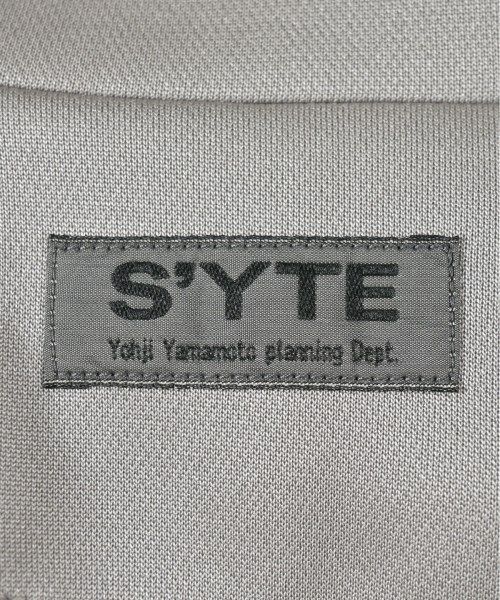 S'YTE
Yohji Yamamoto planning Dept.